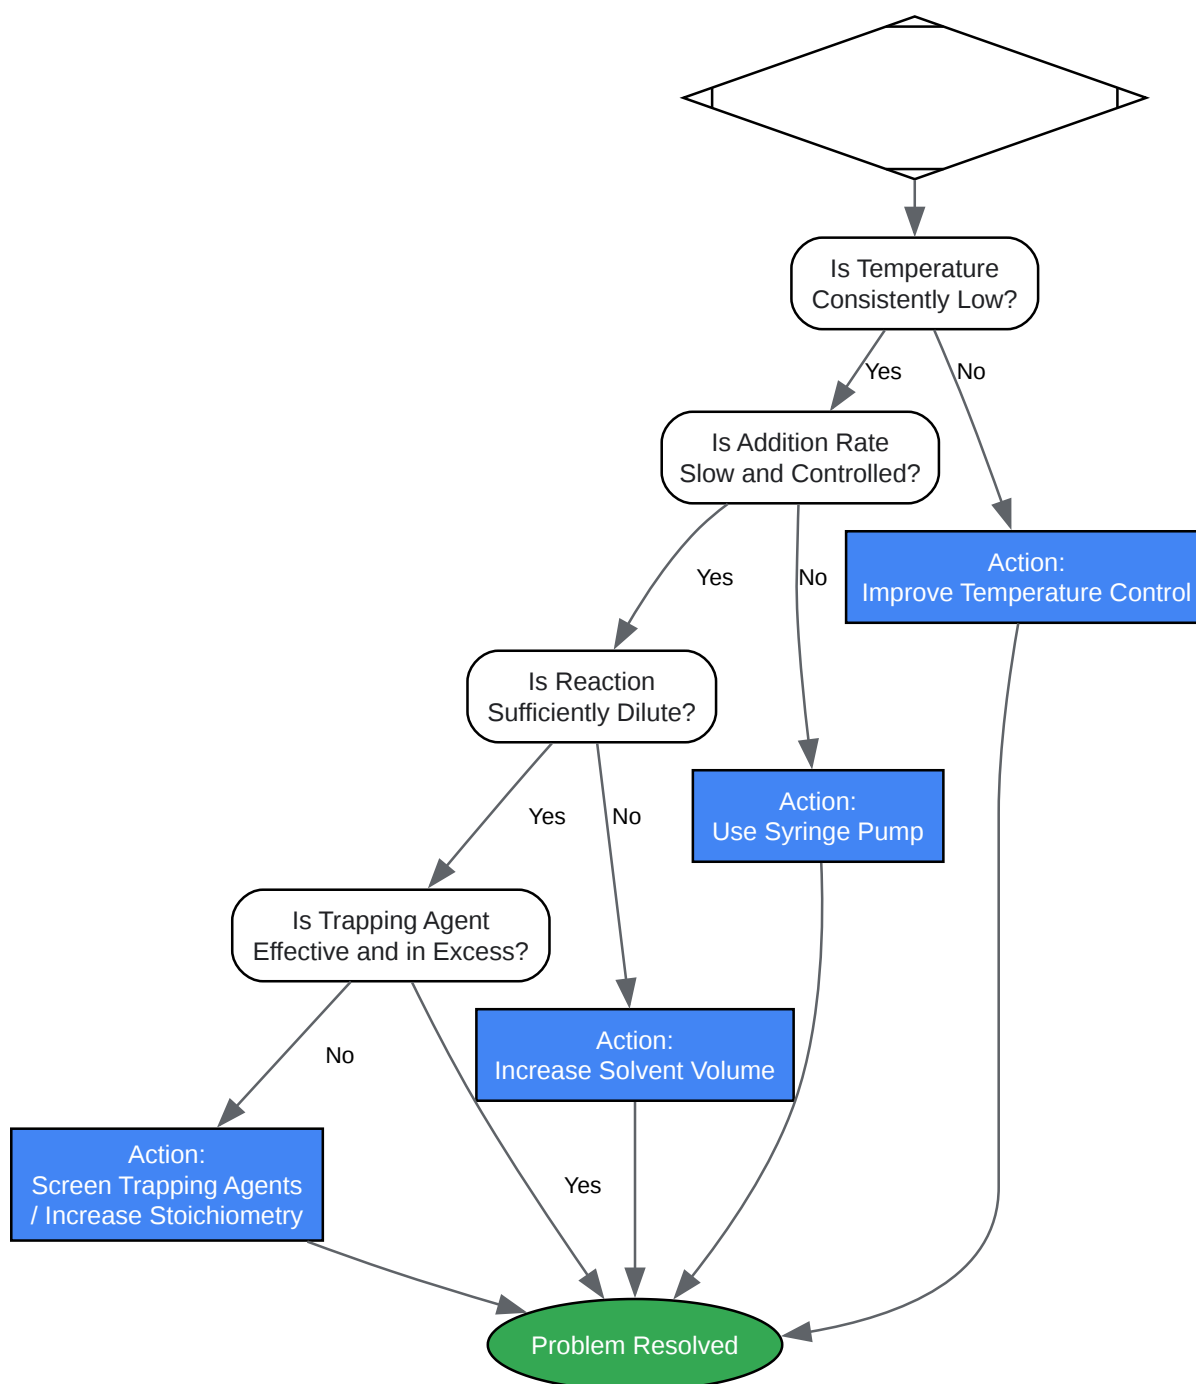 Is Temperature
Consistently Low?
Yes
No
Is Addition Rate
Slow and Controlled?
Yes
No
Action:
Improve Temperature Control
Is Reaction
Sufficiently Dilute?
Yes
No
Action:
Use Syringe Pump
Is Trapping Agent
Effective and in Excess?
No
Yes
Action:
Increase Solvent Volume
Action:
Screen Trapping Agents
/ Increase Stoichiometry
Problem Resolved